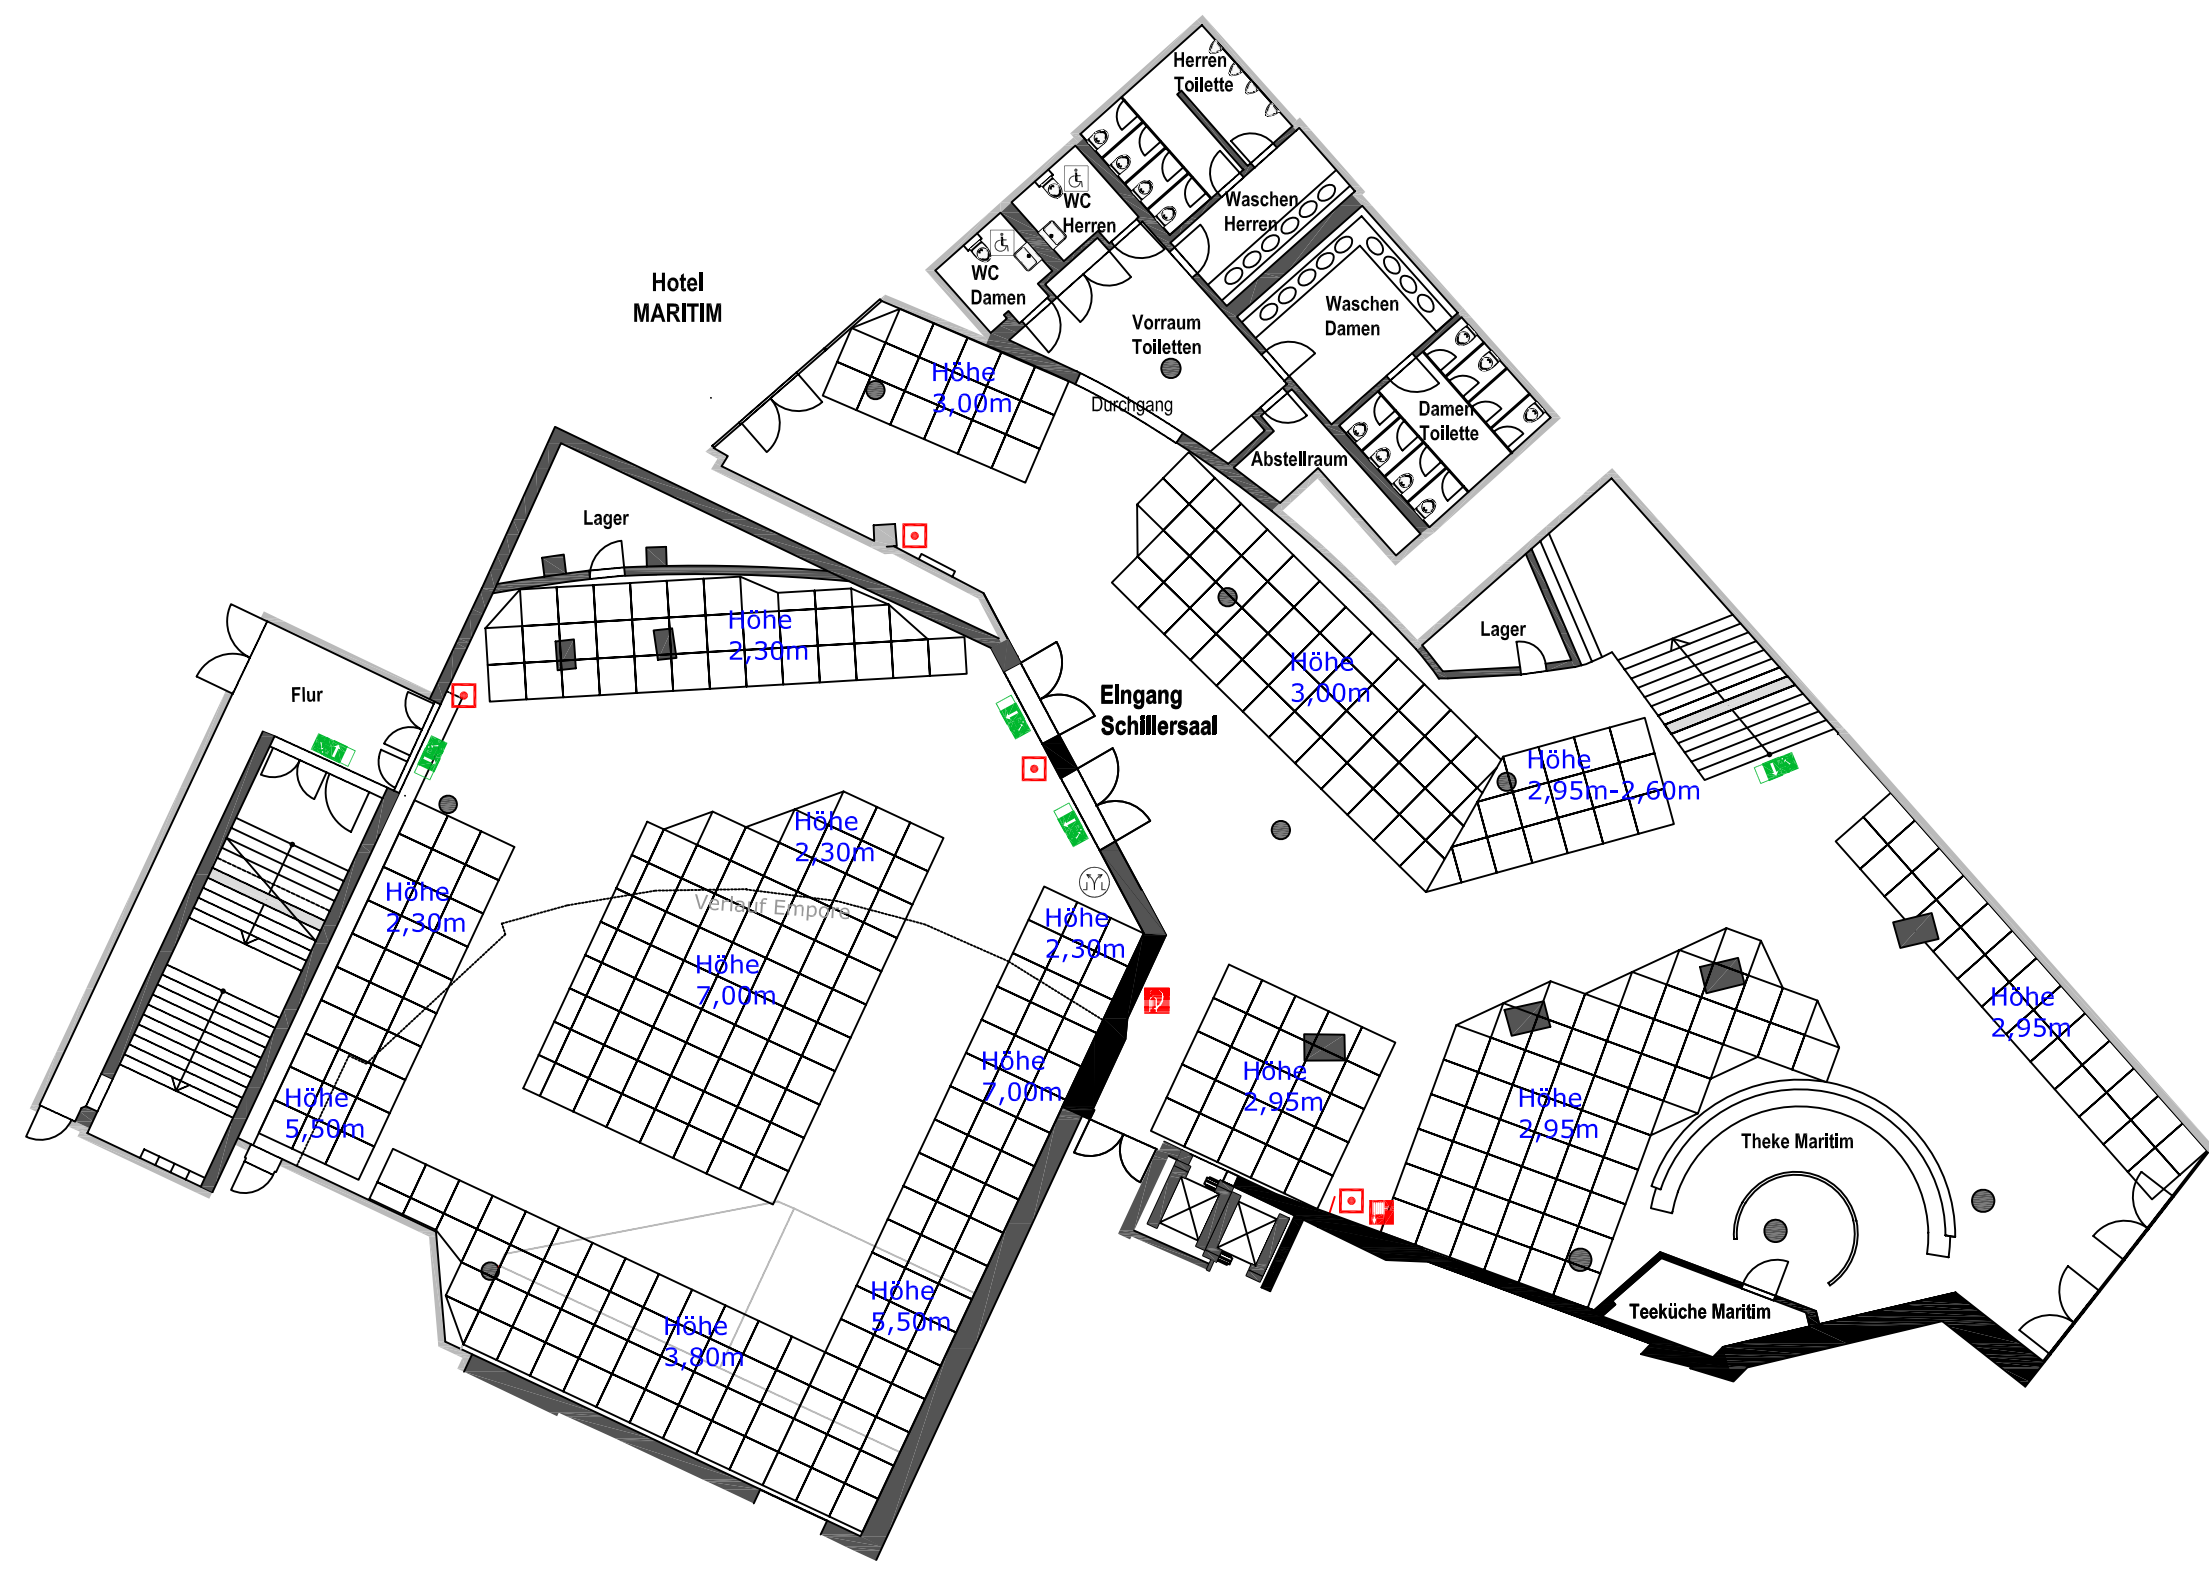 Herren
Toilette
WC
Herren
Waschen
Herren
WC
Damen
Hotel
MARITIM
Vorraum
Toiletten
Waschen
Damen
Höhe
3,00m
Durchgang
Damen
Toilette
Abstellraum
Lager
Höhe
2,30m
Lager
Flur
EIngang
Schillersaal
Höhe
3,00m
Höhe
2,95m-2,60m
Höhe
2,30m
Höhe
2,30m
Verlauf Empore
Höhe
2,30m
Höhe
7,00m
Höhe
2,95m
Höhe
7,00m
Höhe
2,95m
Höhe
5,50m
Höhe
2,95m
Theke Maritim
Höhe
5,50m
Höhe
3,80m
Teeküche Maritim